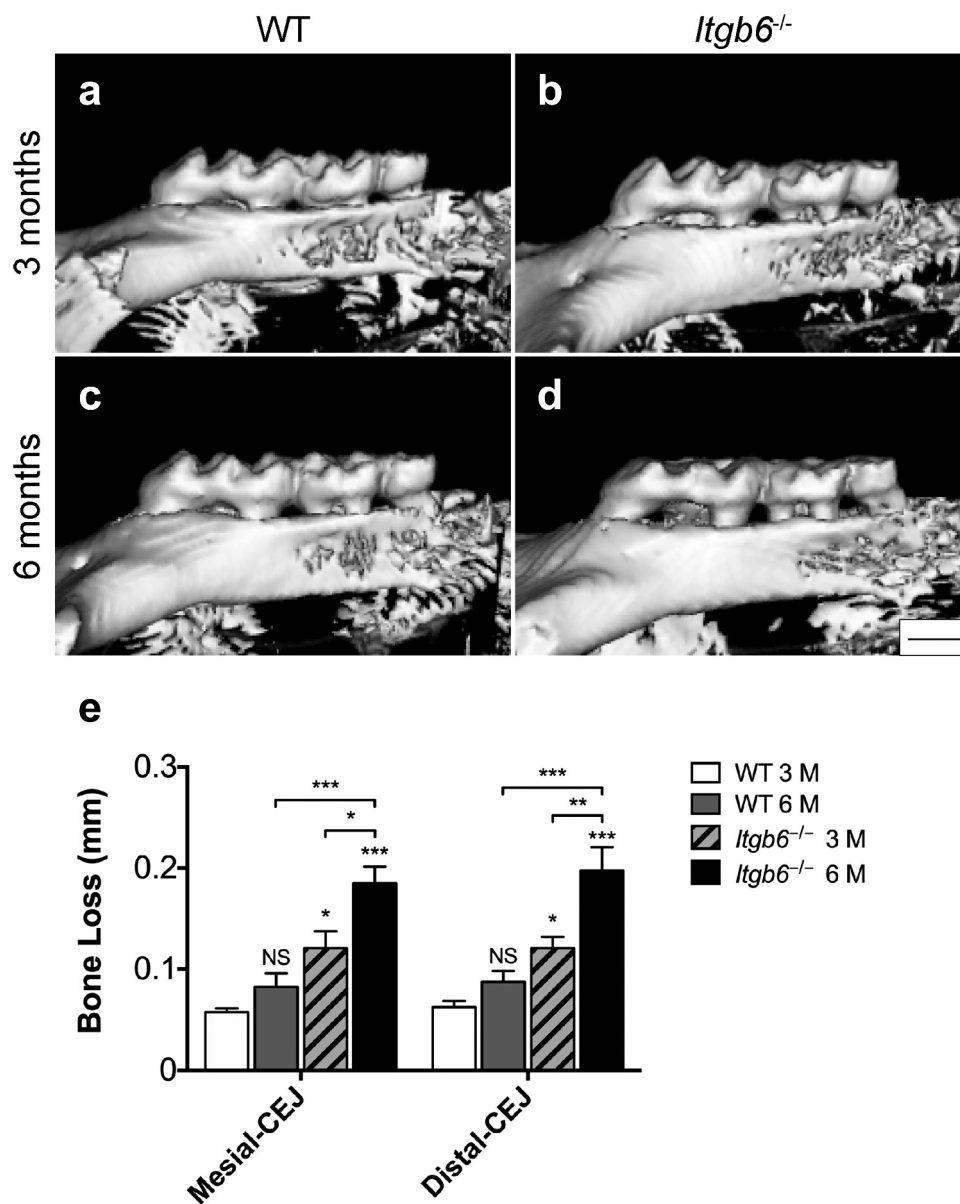 WT
Itgb6-/-
3 months
a
b
6 months
c
d
e
Bone Loss (mm)
0.3
0.2
0.1
0
***
*
***
*
NS
***
**
***
*
NS
Mesial-CEJ
Distal-CEJ
WT 3 M
WT 6 M
Itgb6–/– 3 M
Itgb6–/– 6 M